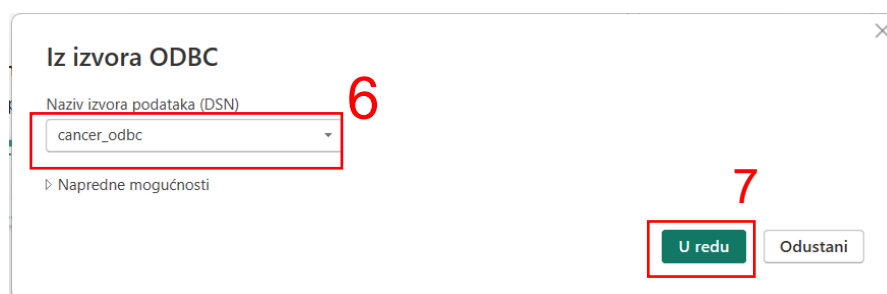 Iz izvora ODBC
Naziv izvora podataka (DSN)
6
cancer_odbc
Napredne mogućnosti
7
U redu
Odustani